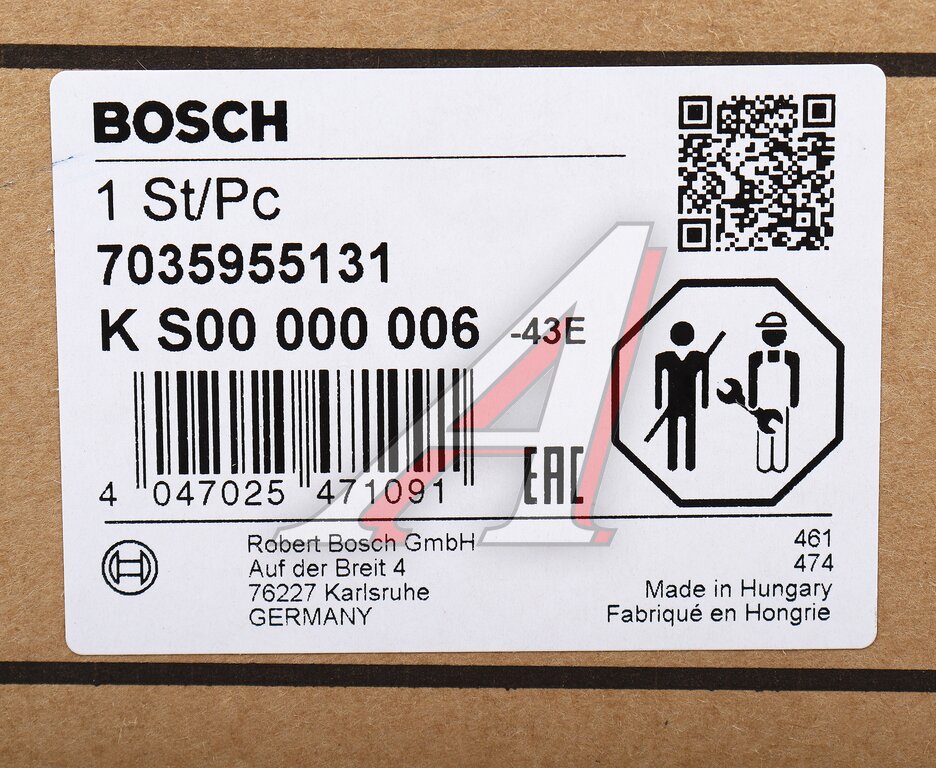 BOSCH
1 St/Pc
7035955131
K S00 000 006 -43E
4 047025 471091
EAC
Robert Bosch GmbH
Auf der Breit 4
76227 Karlsruhe
GERMANY
461
474
Made in Hungary
Fabriqué en Hongrie